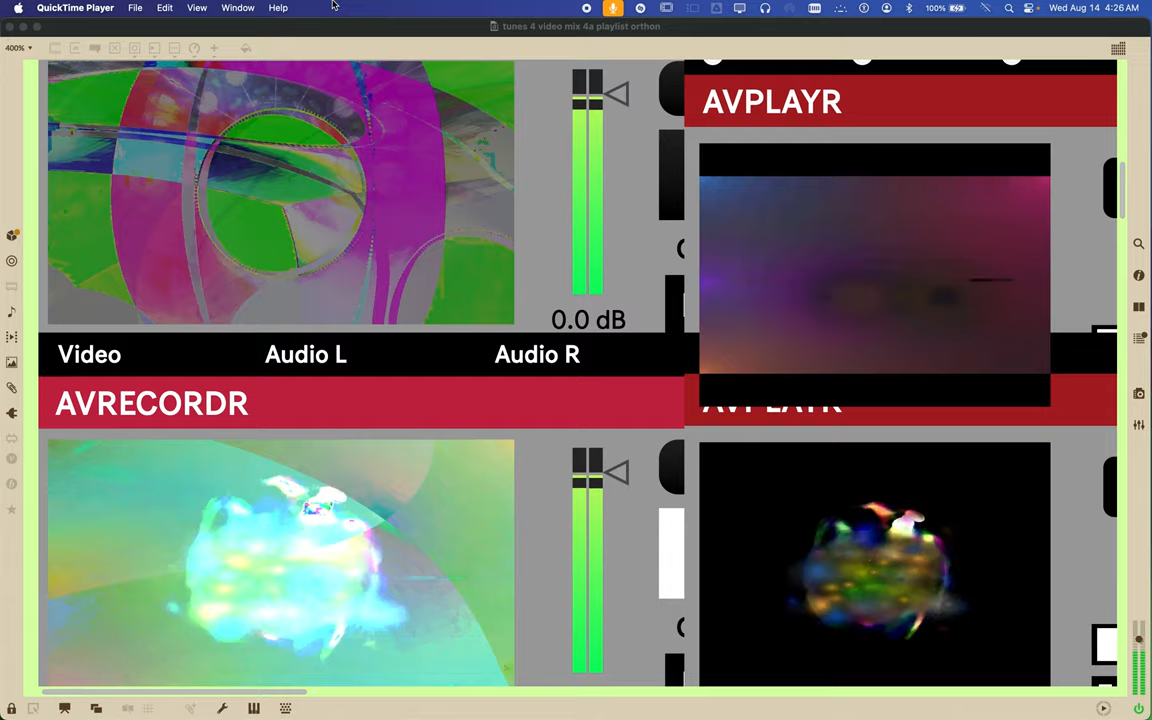 QuickTime Player File Edit View Window Help 100% Wed Aug 14 4:26 AM
tunes 4 video mix 4a playlist orthon
400%
AVPLAYR
0.0 dB
Video Audio L Audio R
AVRECORDR
AVPLAYR